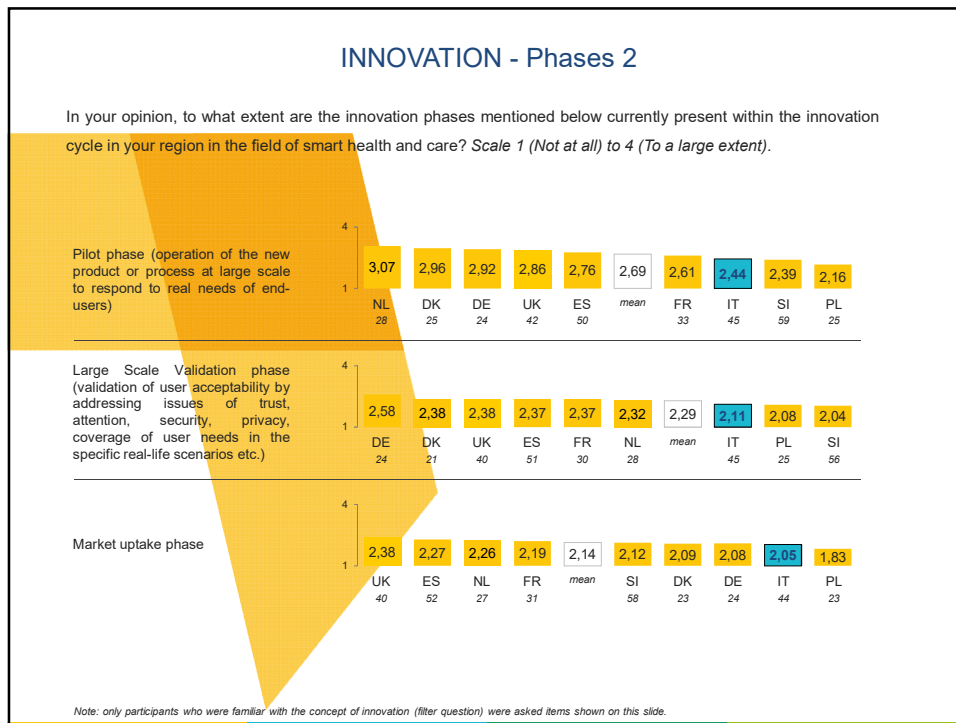 INNOVATION - Phases 2
In your opinion, to what extent are the innovation phases mentioned below currently present within the innovation
cycle in your region in the field of smart health and care? Scale 1 (Not at all) to 4 (To a large extent).
Pilot phase (operation of the new
product or process at large scale
to respond to real needs of end-
users)
4
1
3,07 2,96 2,92 2,86 2,76 2,69 2,61 2,44 2,39 2,16
NL DK DE UK ES mean FR IT SI PL
28 25 24 42 50 33 45 59 25
Large Scale Validation phase
(validation of user acceptability by
addressing issues of trust,
attention, security, privacy,
coverage of user needs in the
specific real-life scenarios etc.)
4
1
2,58 2,38 2,38 2,37 2,37 2,32 2,29 2,11 2,08 2,04
DE DK UK ES FR NL mean IT PL SI
24 21 40 51 30 28 45 25 56
Market uptake phase
4
1
2,38 2,27 2,26 2,19 2,14 2,12 2,09 2,08 2,05 1,83
UK ES NL FR mean SI DK DE IT PL
40 52 27 31 58 23 24 44 23
Note: only participants who were familiar with the concept of innovation (filter question) were asked items shown on this slide.